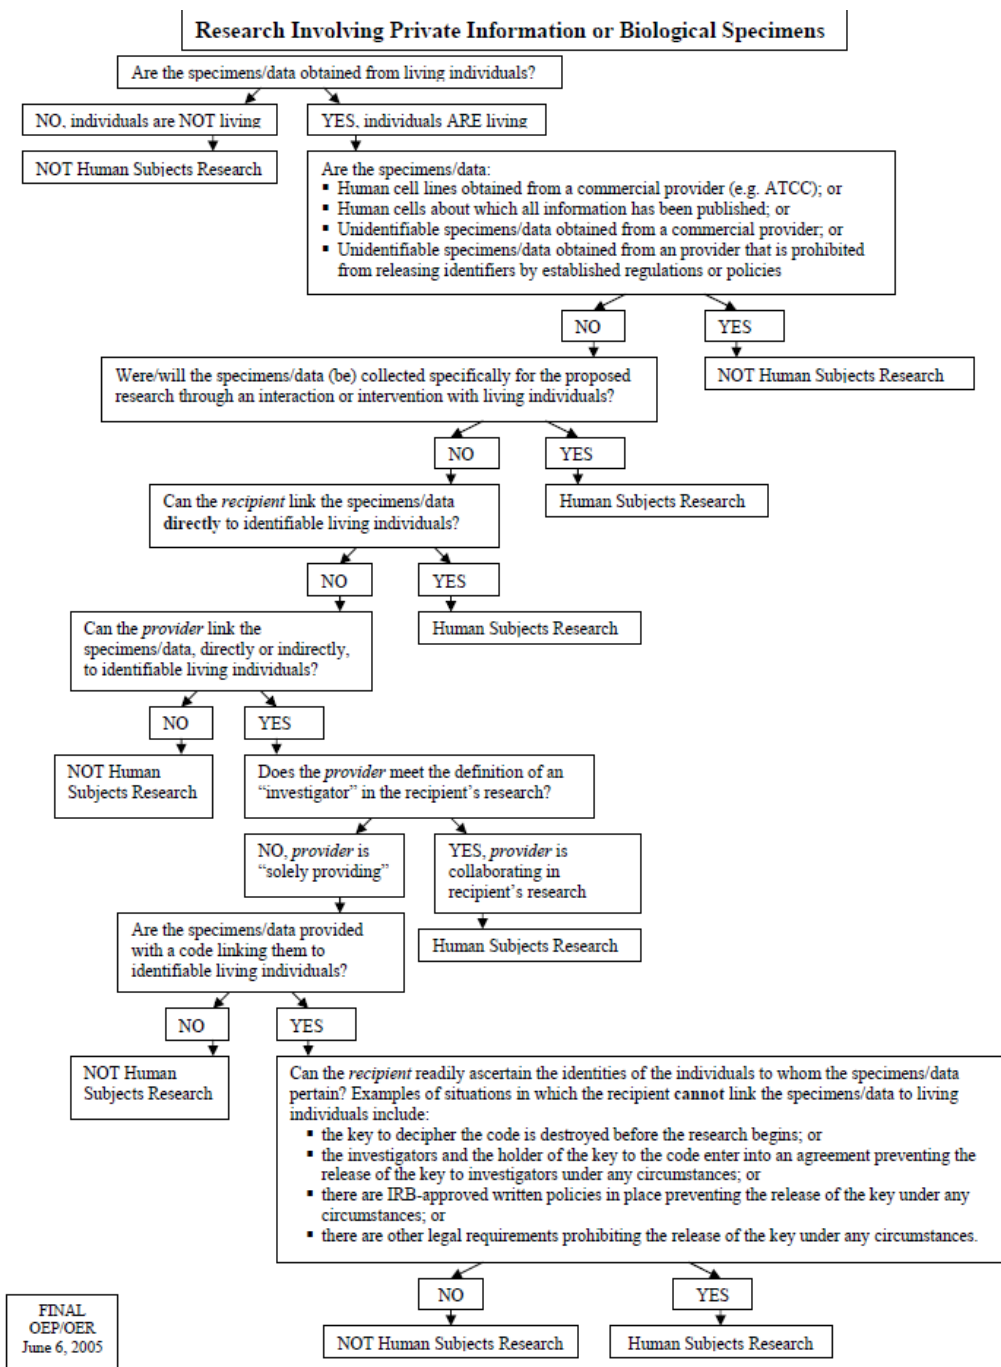 Research Involving Private Information or Biological Specimens
Are the specimens/data obtained from living individuals?
NO, individuals are NOT living
YES, individuals ARE living
NOT Human Subjects Research
Are the specimens/data:
▪ Human cell lines obtained from a commercial provider (e.g. ATCC); or
▪ Human cells about which all information has been published; or
▪ Unidentifiable specimens/data obtained from a commercial provider; or
▪ Unidentifiable specimens/data obtained from an provider that is prohibited
from releasing identifiers by established regulations or policies
NO
YES
NOT Human Subjects Research
Were/will the specimens/data (be) collected specifically for the proposed
research through an interaction or intervention with living individuals?
NO
YES
Human Subjects Research
Can the recipient link the specimens/data
directly to identifiable living individuals?
NO
YES
Human Subjects Research
Can the provider link the
specimens/data, directly or indirectly,
to identifiable living individuals?
NO
YES
NOT Human
Subjects Research
Does the provider meet the definition of an
“investigator” in the recipient’s research?
NO, provider is
“solely providing”
YES, provider is
collaborating in
recipient’s research
Human Subjects Research
Are the specimens/data provided
with a code linking them to
identifiable living individuals?
NO
YES
NOT Human
Subjects Research
Can the recipient readily ascertain the identities of the individuals to whom the specimens/data
pertain? Examples of situations in which the recipient cannot link the specimens/data to living
individuals include:
▪ the key to decipher the code is destroyed before the research begins; or
▪ the investigators and the holder of the key to the code enter into an agreement preventing the
release of the key to investigators under any circumstances; or
▪ there are IRB-approved written policies in place preventing the release of the key under any
circumstances; or
▪ there are other legal requirements prohibiting the release of the key under any circumstances.
NO
YES
NOT Human Subjects Research
Human Subjects Research
FINAL
OEP/OER
June 6, 2005